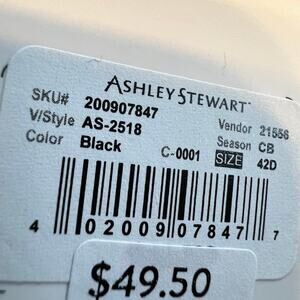 ASHLEY STEWART
SKU# 200907847 Vendor 21556
V/Style AS-2518 Season CB
Color Black C-0001 SIZE 42D
4 02009 07847 7
$49.50